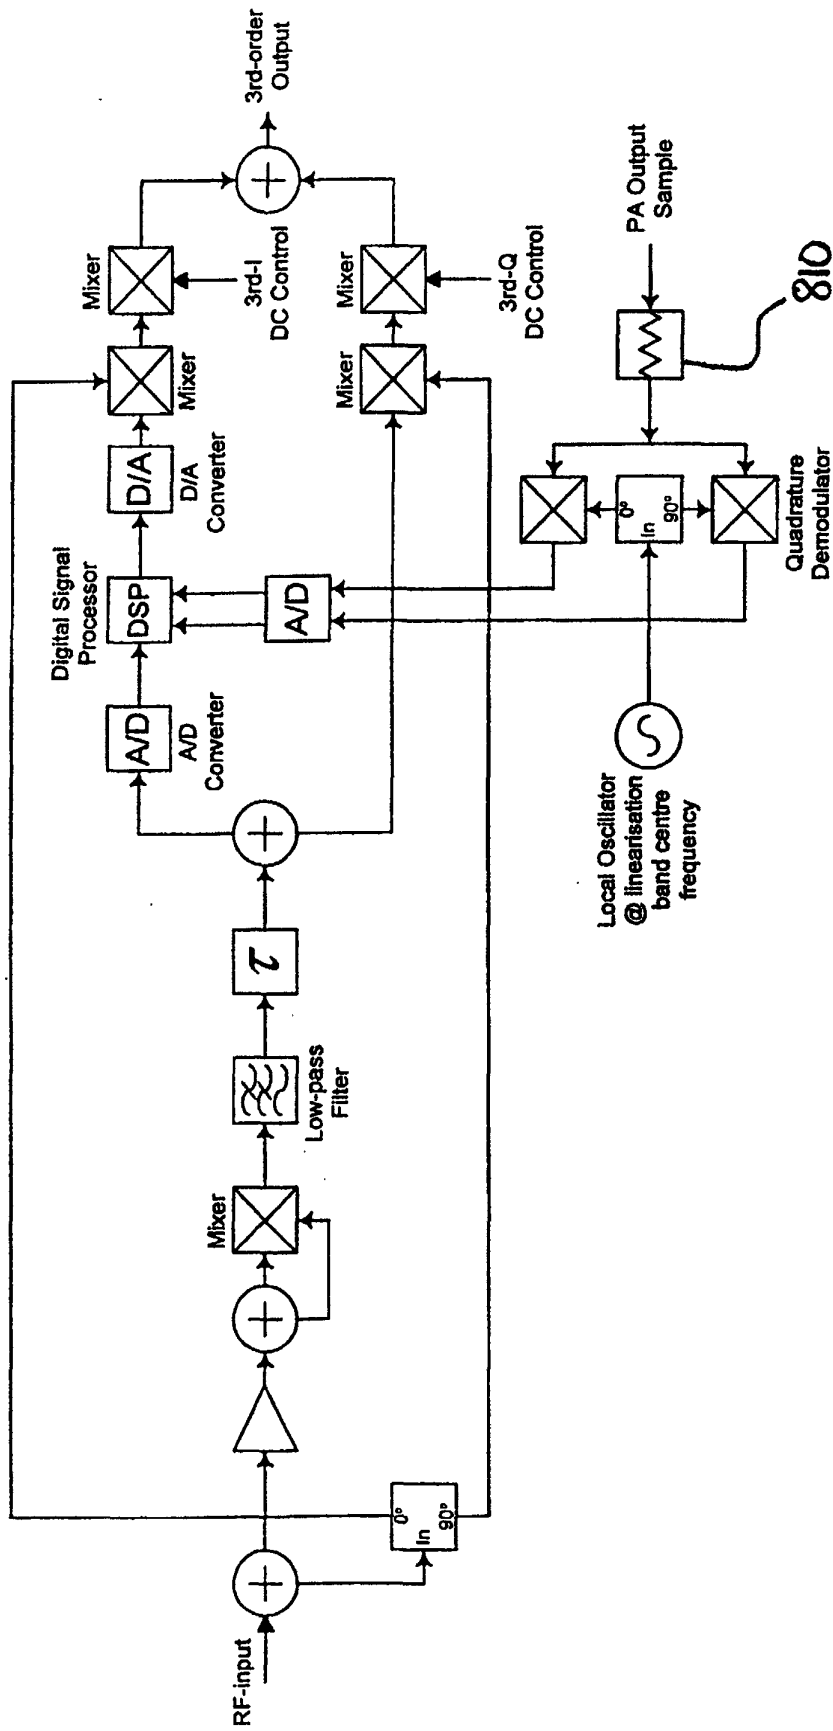 RF-input
In
0°
90°
Mixer
Low-pass
Filter
τ
A/D
A/D
Converter
Digital Signal
Processor
DSP
D/A
D/A
Converter
Mixer
Mixer
3rd-I
DC Control
3rd-order
Output
Mixer
Mixer
3rd-Q
DC Control
A/D
Local Oscillator
@ linearisation
band centre
frequency
In
0°
90°
Quadrature
Demodulator
PA Output
Sample
810